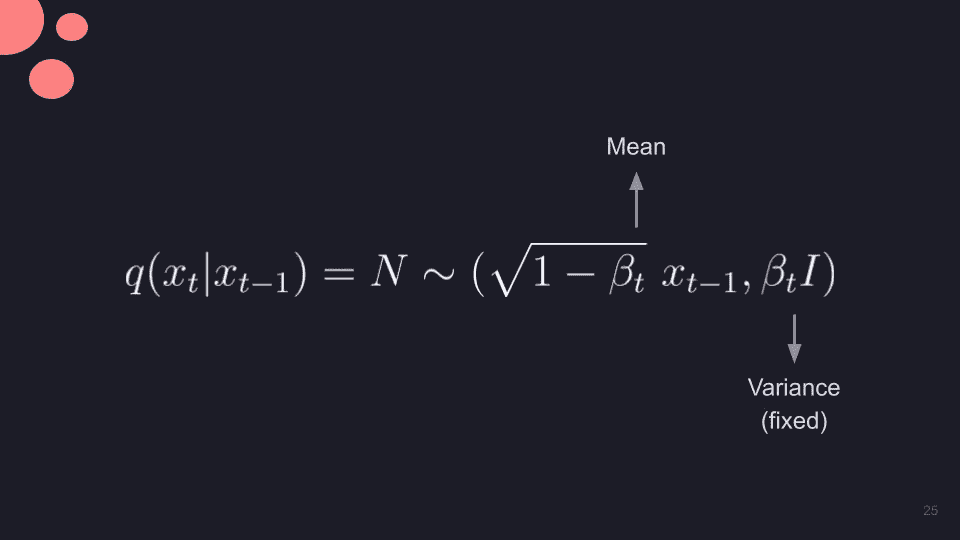 Mean
q(x_t|x_{t−1}) = N ∼ (√(1 − β_t) x_{t−1}, β_t I)
Variance
(fixed)
25